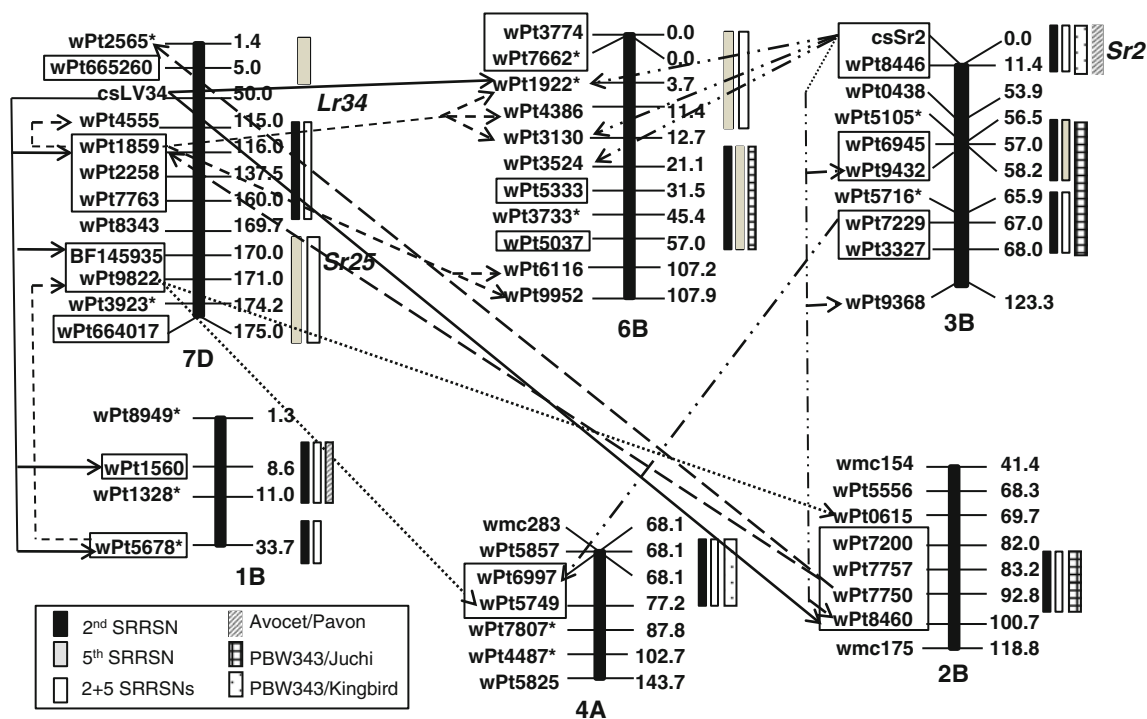 wPt2565* 1.4
wPt665260 5.0
csLV34 50.0
Lr34
wPt4555 115.0
wPt1859 116.0
wPt2258 137.5
wPt7763 160.0
wPt8343 169.7
BF145935 170.0
Sr25
wPt9822 171.0
wPt3923* 174.2
wPt664017 175.0
7D
wPt3774 0.0
wPt7662* 0.0
wPt1922* 3.7
wPt4386 11.4
wPt3130 12.7
wPt3524 21.1
wPt5333 31.5
wPt3733* 45.4
wPt5037 57.0
wPt6116 107.2
wPt9952 107.9
6B
csSr2 0.0
Sr2
wPt8446 11.4
wPt0438 53.9
wPt5105* 56.5
wPt6945 57.0
wPt9432 58.2
wPt5716* 65.9
wPt7229 67.0
wPt3327 68.0
wPt9368 123.3
3B
wPt8949* 1.3
wPt1560 8.6
wPt1328* 11.0
wPt5678* 33.7
1B
wmc283 68.1
wPt5857 68.1
wPt6997 68.1
wPt5749 77.2
wPt7807* 87.8
wPt4487* 102.7
wPt5825 143.7
4A
wmc154 41.4
wPt5556 68.3
wPt0615 69.7
wPt7200 82.0
wPt7757 83.2
wPt7750 92.8
wPt8460 100.7
wmc175 118.8
2B
2nd SRRSN Avocet/Pavon
5th SRRSN PBW343/Juchi
2+5 SRRSNs PBW343/Kingbird